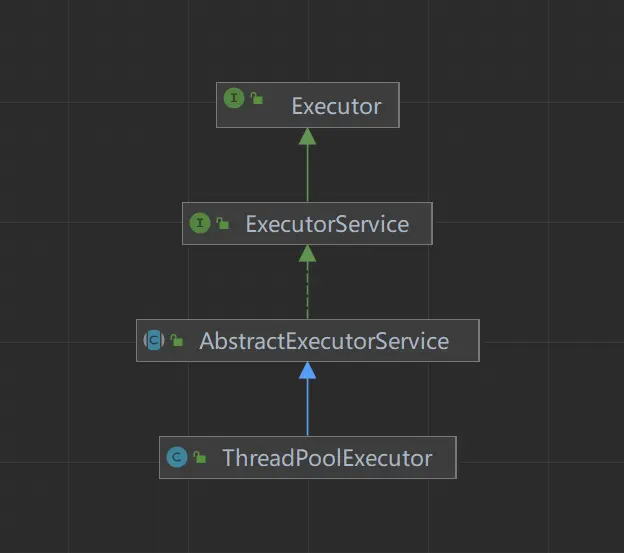 I Executor
I ExecutorService
C AbstractExecutorService
C ThreadPoolExecutor